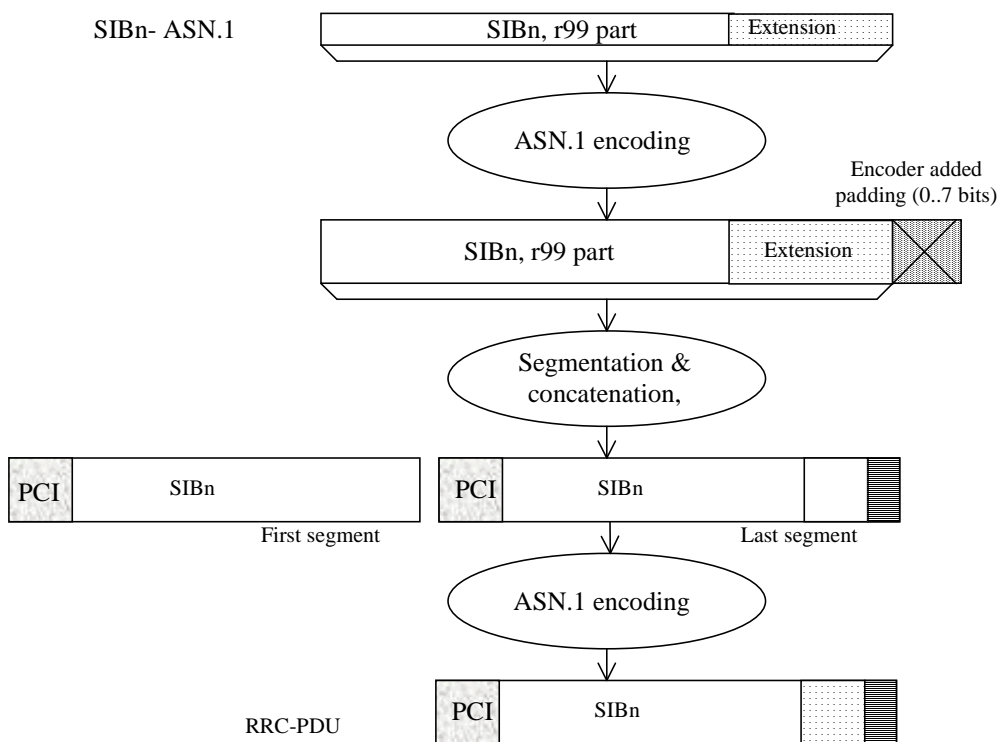 SIBn- ASN.1
SIBn, r99 part
Extension
ASN.1 encoding
Encoder added
padding (0..7 bits)
SIBn, r99 part
Extension
Segmentation &
concatenation,
PCI
SIBn
PCI
SIBn
First segment
Last segment
ASN.1 encoding
PCI
SIBn
RRC-PDU